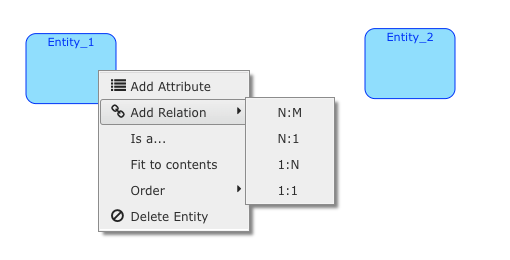 Entity_1
Entity_2
Add Attribute
Add Relation
N:M
Is a...
N:1
Fit to contents
1:N
Order
1:1
Delete Entity